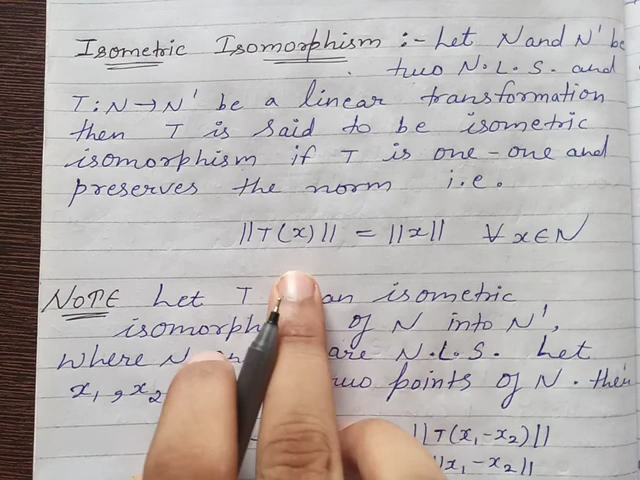 Isometric Isomorphism :- Let N and N' be
two N.L.S. and
T: N → N' be a linear transformation
then T is said to be isometric
isomorphism if T is one-one and
preserves the norm i.e.
||T(x)|| = ||x|| ∀ x ∈ N
NOTE Let T an isometric
isomorph of N into N',
where N are N.L.S. Let
x₁, x₂ two points of N. then
||T(x₁-x₂)||
||x₁-x₂||